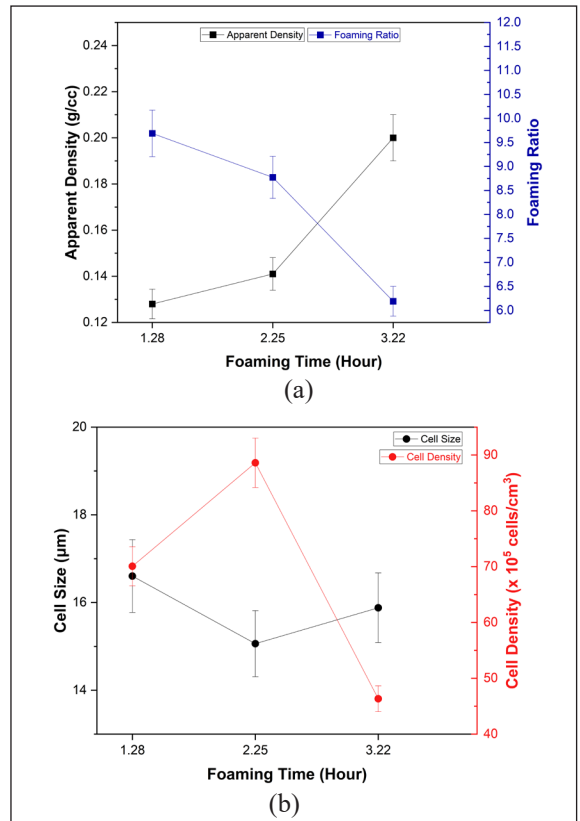 Apparent Density Foaming Ratio
Apparent Density (g/cc)
0.24
0.22
0.20
0.18
0.16
0.14
0.12
12.0
11.5
11.0
10.5
10.0
9.5
9.0
8.5
8.0
7.5
7.0
6.5
6.0
Foaming Ratio
1.28 2.25 3.22
Foaming Time (Hour)
(a)
Cell Size
Cell Density
Cell Size (µm)
20
18
16
14
90
80
70
60
50
40
Cell Density (x 10⁵ cells/cm³)
1.28 2.25 3.22
Foaming Time (Hour)
(b)